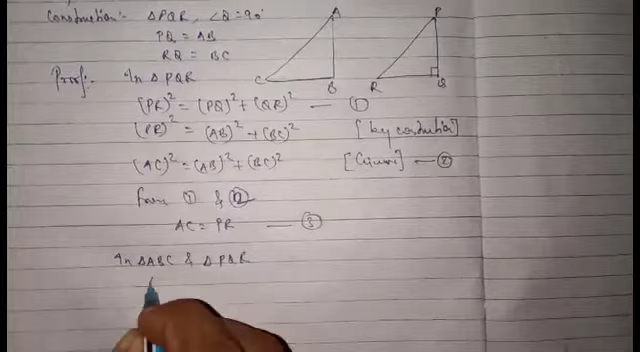 Construction:- ΔPQR, ∠Q = 90°
PQ = AB
RQ = BC
A
C
B
P
R
Q
Proof:- In ΔPQR
(PR)² = (PQ)² + (QR)² — ①
(PR)² = (AB)² + (BC)² [by construction]
(AC)² = (AB)² + (BC)² [Given] — ②
from ① & ②
AC = PR — ③
In ΔABC & ΔPQR